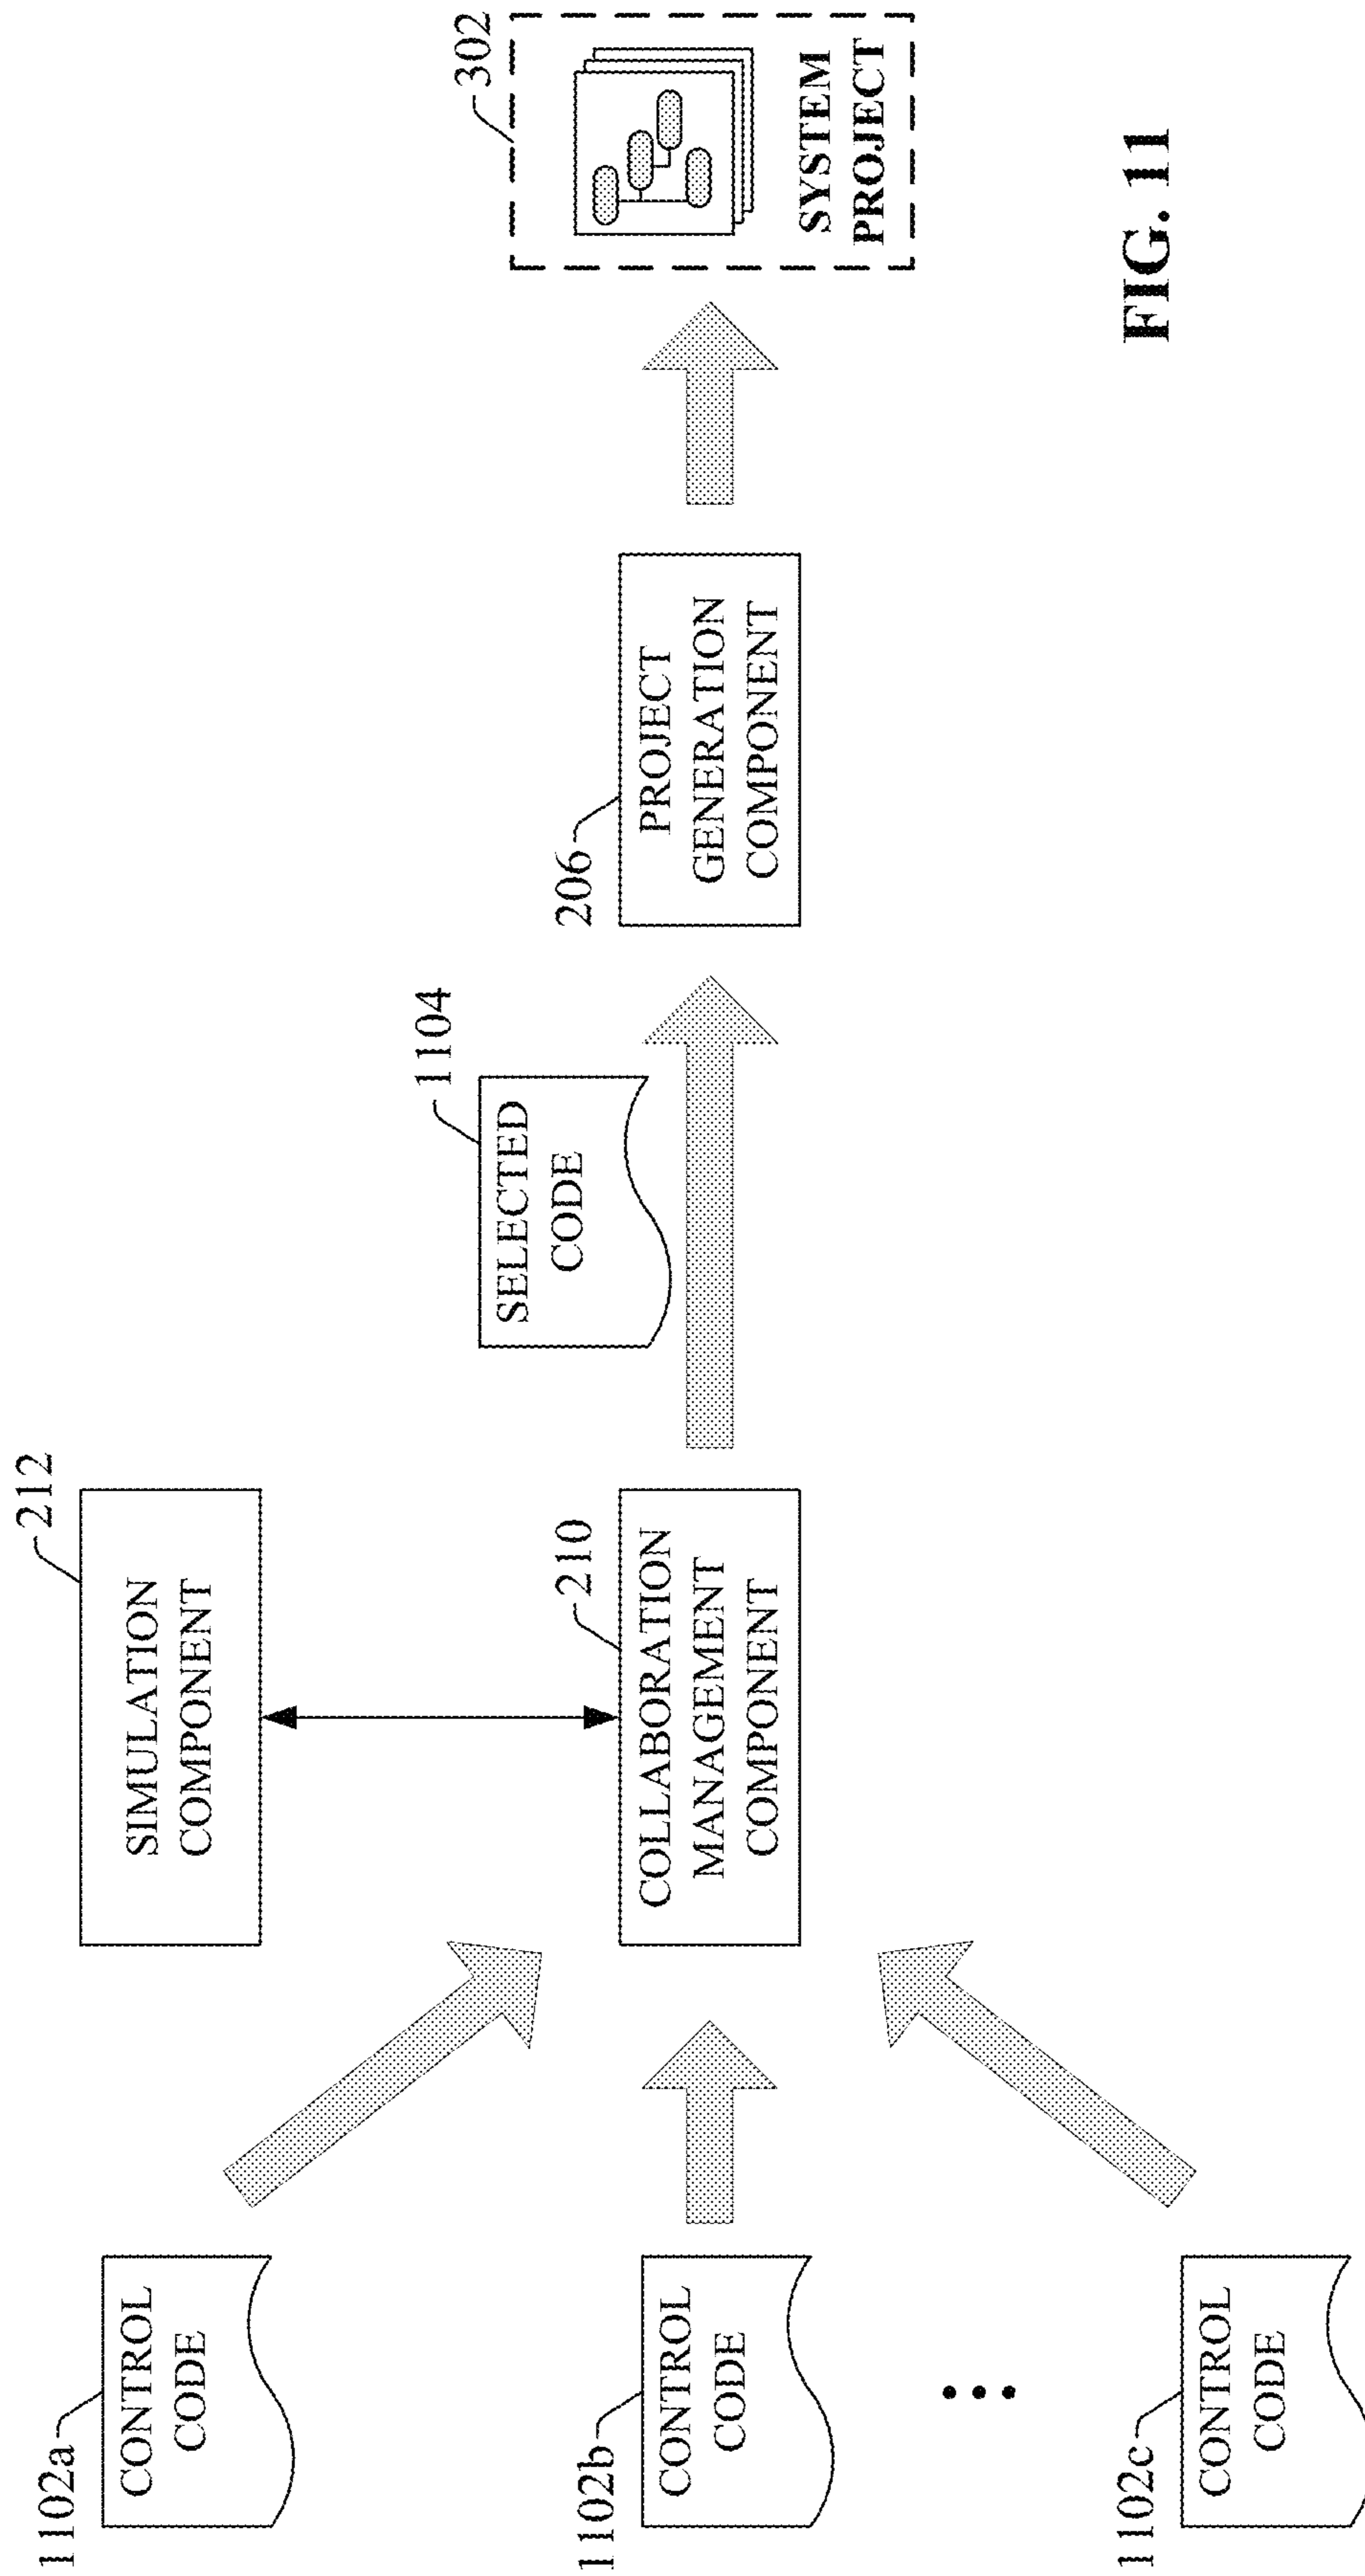 1102a
CONTROL
CODE
1102b
CONTROL
CODE
1102c
CONTROL
CODE
212
SIMULATION
COMPONENT
210
COLLABORATION
MANAGEMENT
COMPONENT
1104
SELECTED
CODE
206
PROJECT
GENERATION
COMPONENT
302
SYSTEM
PROJECT
FIG. 11